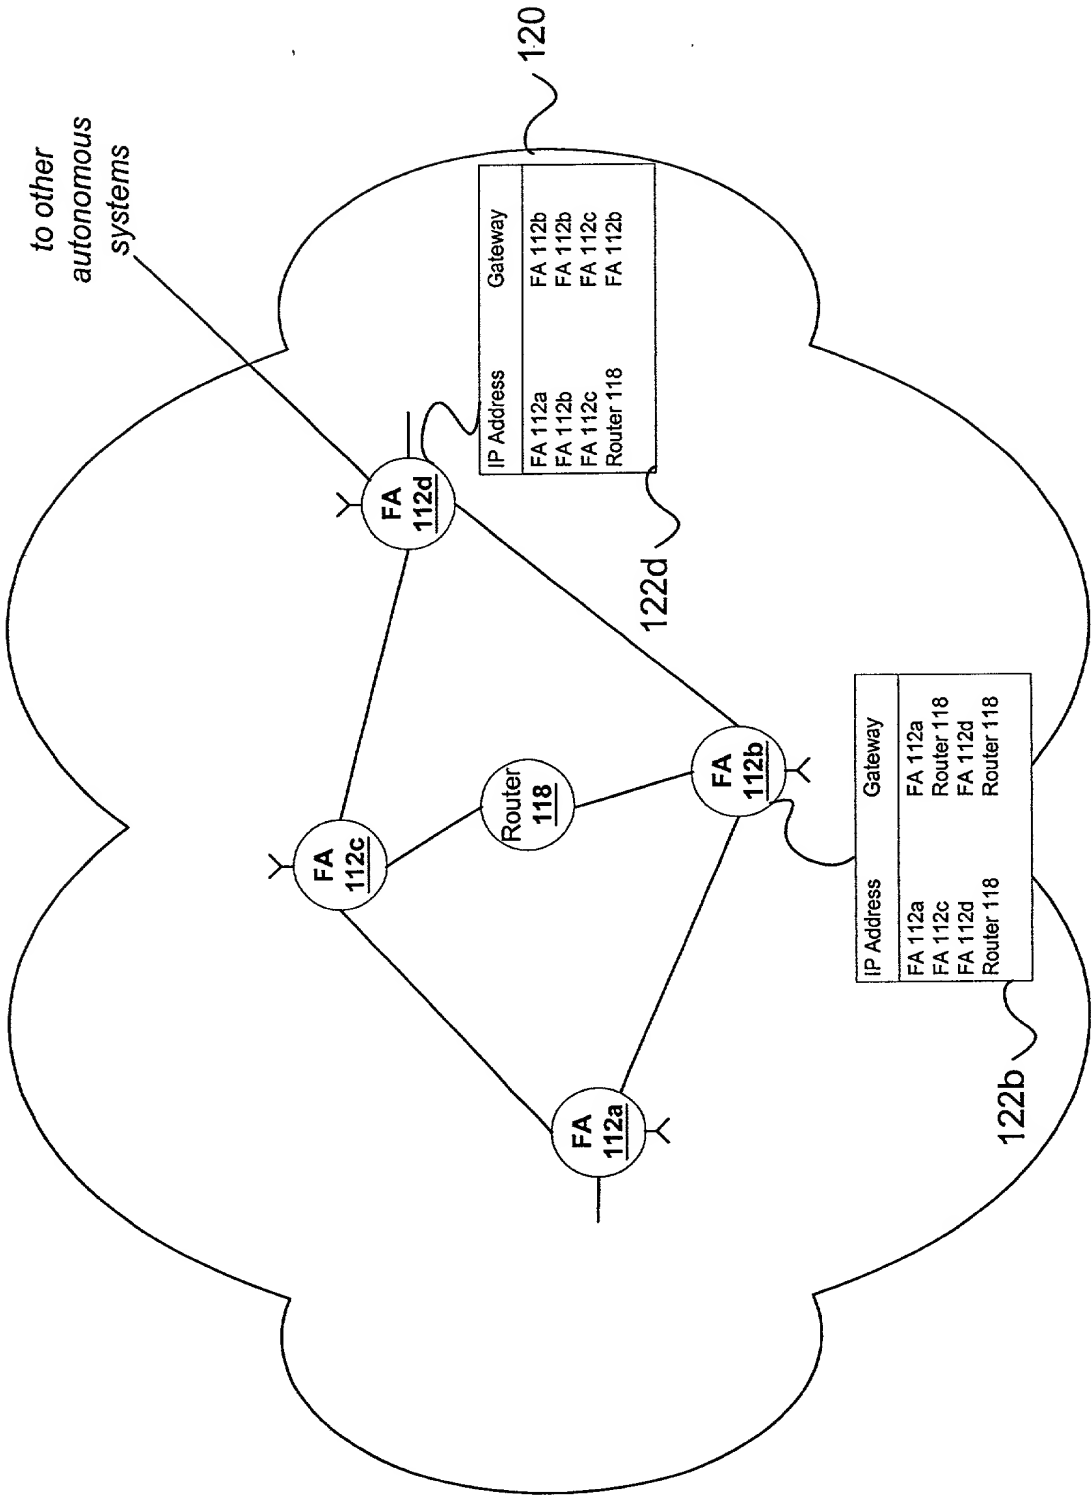 to other
autonomous
systems
120
FA
112d
IP Address Gateway
FA 112a FA 112b
FA 112b FA 112b
FA 112c FA 112c
Router 118 FA 112b
122d
FA
112c
Router
118
FA
112b
FA
112a
IP Address Gateway
FA 112a FA 112a
FA 112c Router 118
FA 112d FA 112d
Router 118 Router 118
122b